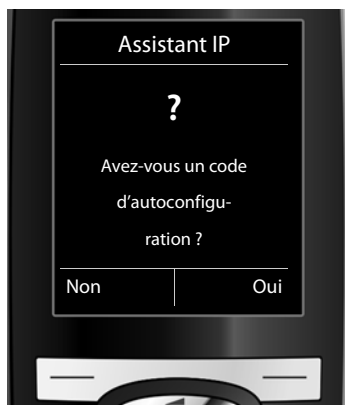 Assistant IP
?
Avez-vous un code
d'autoconfigu-
ration ?
Non Oui